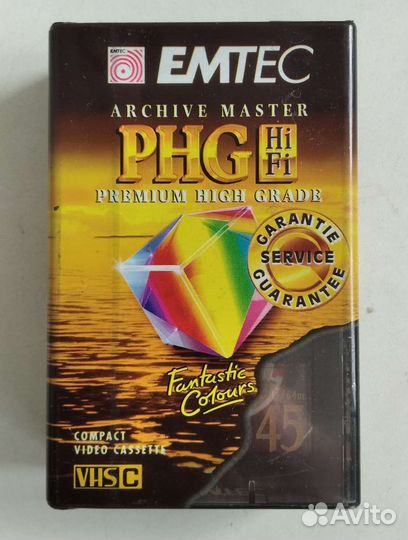 EMTEC
EMTEC
ARCHIVE MASTER
PHG Hi Fi
PREMIUM HIGH GRADE
GARANTIE
SERVICE
GUARANTEE
Fantastic
Colours
45
COMPACT
VIDEO CASSETTE
VHS C
Avito